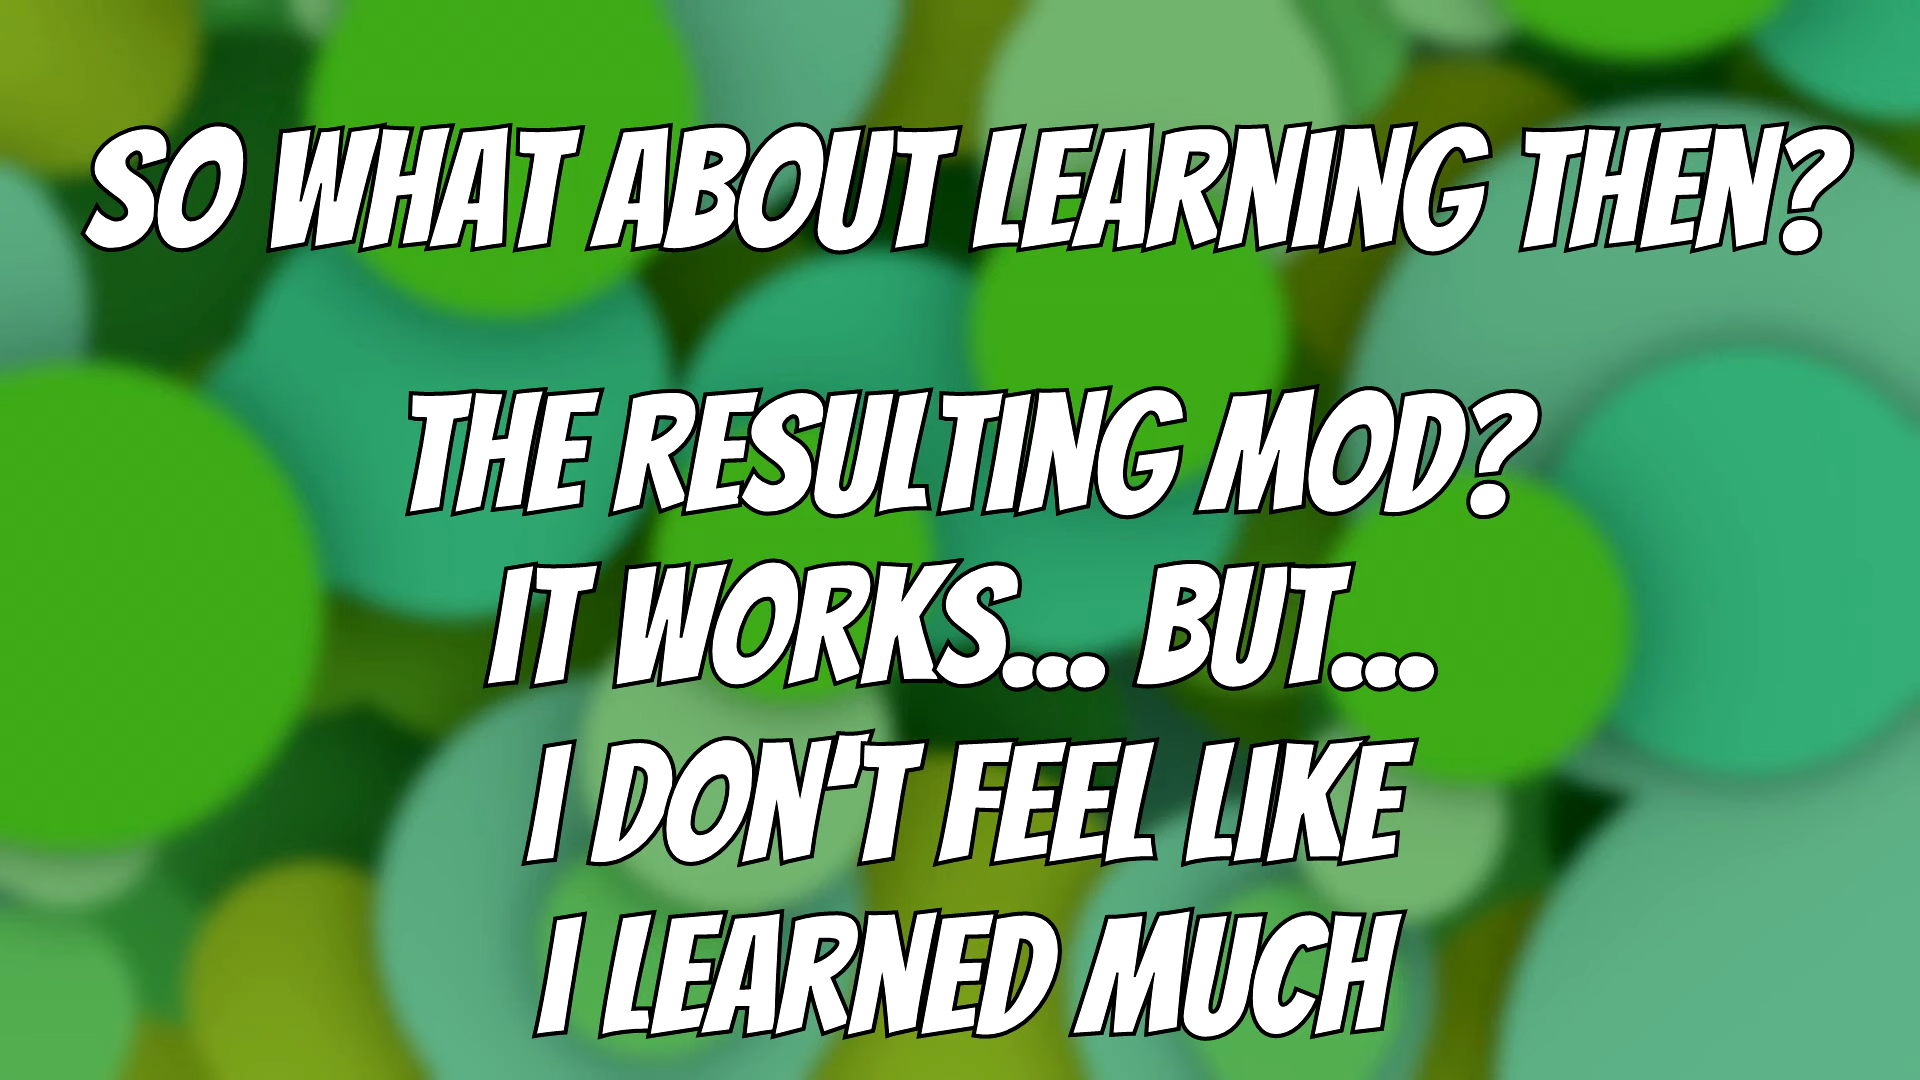 SO WHAT ABOUT LEARNING THEN?
THE RESULTING MOD?
IT WORKS... BUT...
I DON'T FEEL LIKE
I LEARNED MUCH